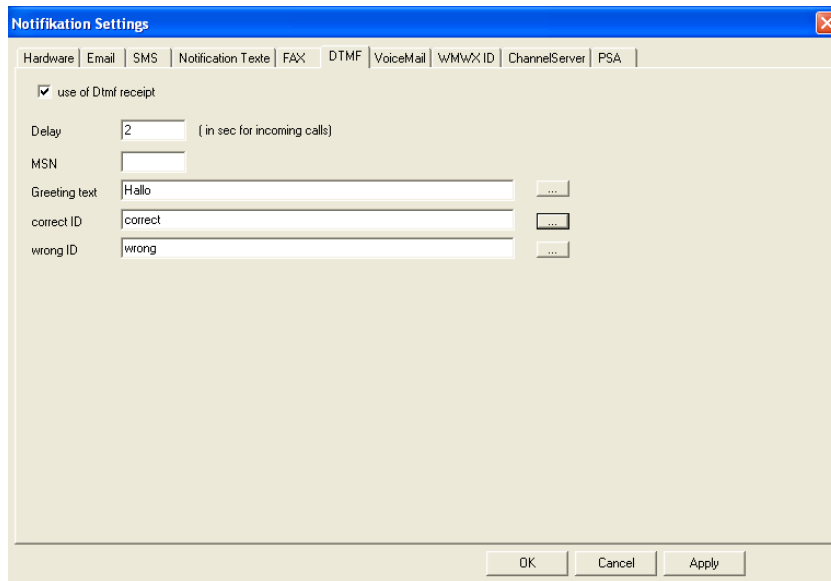 Notifikation Settings
Hardware Email SMS Notification Texte FAX DTMF VoiceMail WMWX ID ChannelServer PSA
use of Dtmf receipt
Delay 2 ( in sec for incoming calls)
MSN
Greeting text Hallo ...
correct ID correct ...
wrong ID wrong ...
OK Cancel Apply